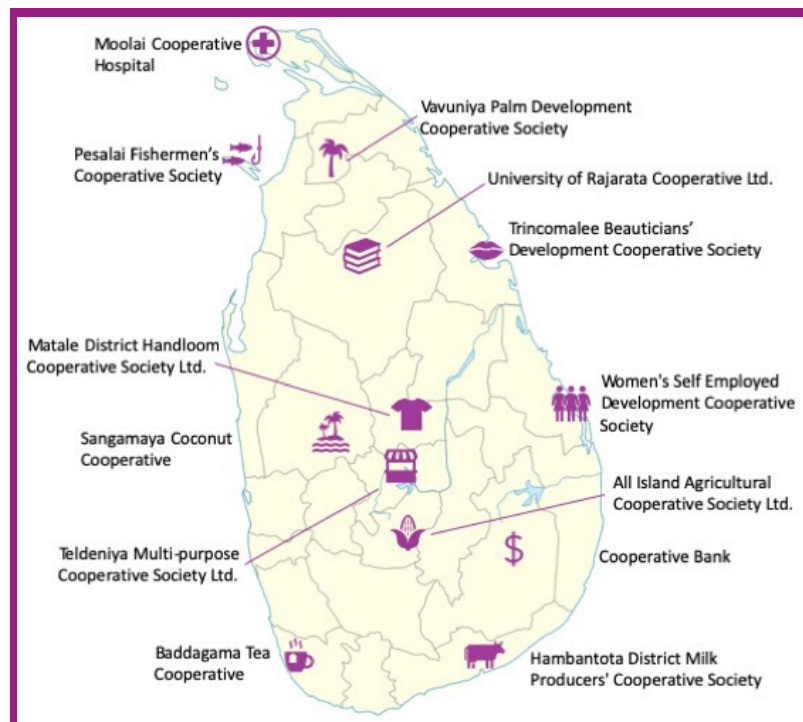 Moolai Cooperative
Hospital
Vavuniya Palm Development
Cooperative Society
Pesalai Fishermen's
Cooperative Society
University of Rajarata Cooperative Ltd.
Trincomalee Beauticians'
Development Cooperative Society
Matale District Handloom
Cooperative Society Ltd.
Women's Self Employed
Development Cooperative
Society
Sangamaya Coconut
Cooperative
All Island Agricultural
Cooperative Society Ltd.
Teldeniya Multi-purpose
Cooperative Society Ltd.
$
Cooperative Bank
Baddagama Tea
Cooperative
Hambantota District Milk
Producers' Cooperative Society